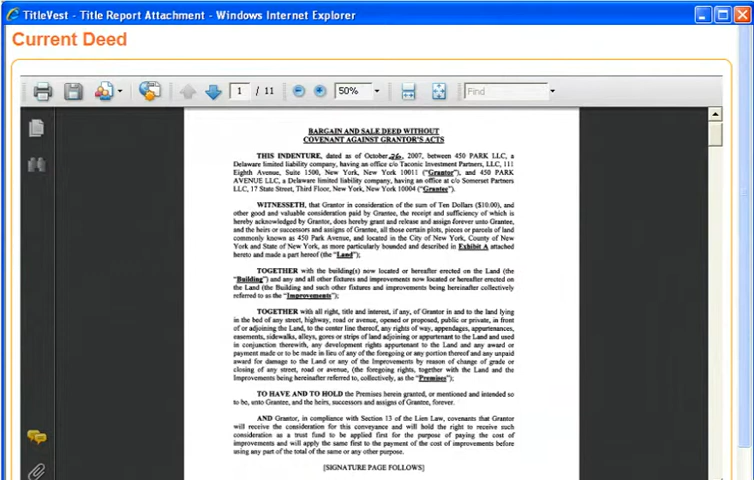 TitleVest - Title Report Attachment - Windows Internet Explorer
Current Deed
1 / 11 50% Find
BARGAIN AND SALE DEED WITHOUT
COVENANT AGAINST GRANTOR'S ACTS
THIS INDENTURE, dated as of October 26, 2007, between 450 PARK LLC, a
Delaware limited liability company, having an office c/o Taconic Investment Partners, LLC, 111
Eighth Avenue, Suite 1500, New York, New York 10011 ("Grantor"), and 450 PARK
AVENUE LLC, a Delaware limited liability company, having an office at c/o Somerset Partners
LLC, 17 State Street, Third Floor, New York, New York 10004 ("Grantee").
WITNESSETH, that Grantor in consideration of the sum of Ten Dollars ($10.00), and
other good and valuable consideration paid by Grantee, the receipt and sufficiency of which is
hereby acknowledged by Grantor, does hereby grant and release and assign forever unto Grantee,
and the heirs or successors and assigns of Grantee, all those certain plots, pieces or parcels of land
commonly known as 450 Park Avenue, and located in the City of New York, County of New
York and State of New York, as more particularly bounded and described in Exhibit A attached
hereto and made a part hereof (the "Land");
TOGETHER with the building(s) now located or hereafter erected on the Land (the
"Building") and any and all other fixtures and improvements now located or hereafter erected on
the Land (the Building and such other fixtures and improvements being hereinafter collectively
referred to as the "Improvements");
TOGETHER with all right, title and interest, if any, of Grantor in and to the land lying
in the bed of any street, highway, road or avenue, opened or proposed, public or private, in front
of or adjoining the Land, to the center line thereof, any rights of way, appendages, appurtenances,
easements, sidewalks, alleys, gores or strips of land adjoining or appurtenant to the Land and used
in conjunction therewith, any development rights appurtenant to the Land and any award or
payment made or to be made in lieu of any of the foregoing or any portion thereof and any unpaid
award for damage to the Land or any of the Improvements by reason of change of grade or
closing of any street, road or avenue, (the foregoing rights, together with the Land and the
Improvements being hereinafter referred to, collectively, as the "Premises");
TO HAVE AND TO HOLD the Premises herein granted, or mentioned and intended so
to be, unto Grantee, and the heirs, successors and assigns of Grantee, forever.
AND Grantor, in compliance with Section 13 of the Lien Law, covenants that Grantor
will receive the consideration for this conveyance and will hold the right to receive such
consideration as a trust fund to be applied first for the purpose of paying the cost of
improvements and will apply the same first to the payment of the cost of improvements before
using any part of the total of the same or any other purpose.
[SIGNATURE PAGE FOLLOWS]